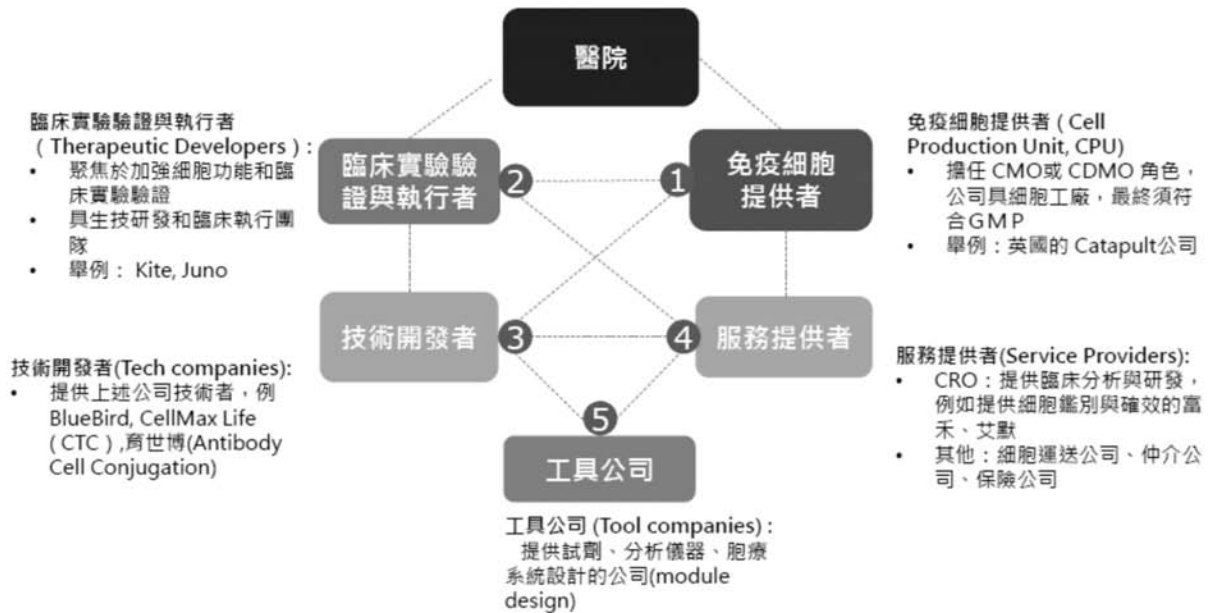 醫院
臨床實驗驗證與執行者
( Therapeutic Developers ) :
• 聚焦於加強細胞功能和臨
床實驗驗證
• 具生技研發和臨床執行團
隊
• 舉例： Kite, Juno
臨床實驗驗
證與執行者
2
1
免疫細胞
提供者
免疫細胞提供者 ( Cell
Production Unit, CPU)
• 擔任 CMO或 CDMO 角色，
公司具細胞工廠，最終須符
合GMP
• 舉例：英國的 Catapult公司
技術開發者
3
4
服務提供者
技術開發者(Tech companies):
• 提供上述公司技術者，例
BlueBird, CellMax Life
( CTC ) ,育世博(Antibody
Cell Conjugation)
服務提供者(Service Providers):
• CRO：提供臨床分析與研發，
例如提供細胞鑑別與確效的富
禾、艾默
• 其他：細胞運送公司、仲介公
司、保險公司
5
工具公司
工具公司 (Tool companies) :
提供試劑、分析儀器、胞療
系統設計的公司(module
design)